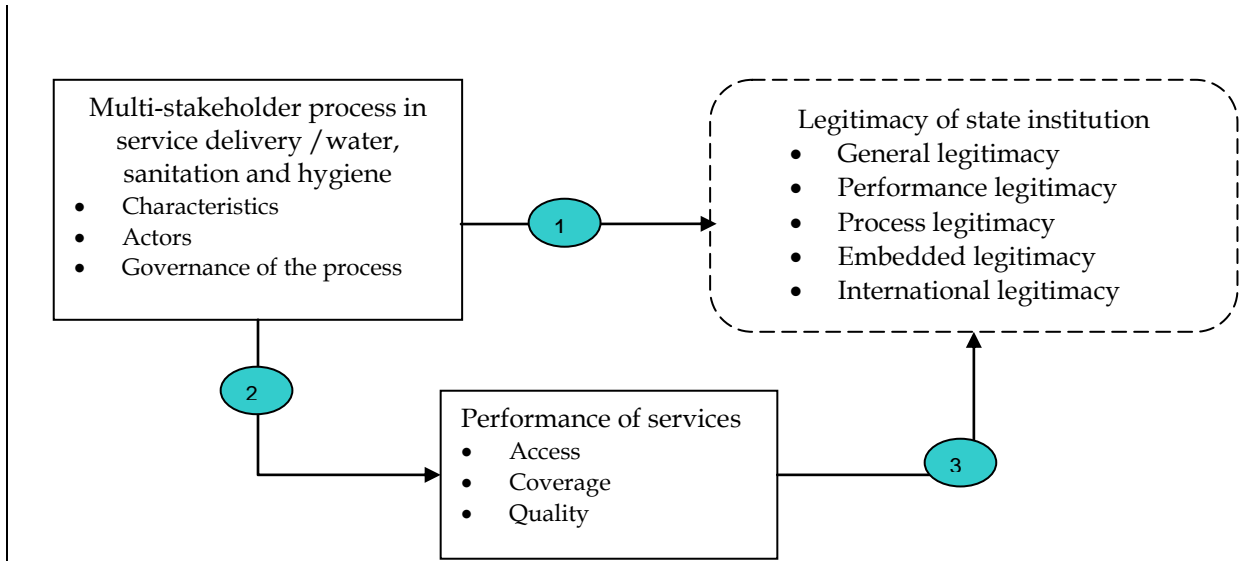 Multi-stakeholder process in
service delivery /water,
sanitation and hygiene
• Characteristics
• Actors
• Governance of the process
Legitimacy of state institution
• General legitimacy
• Performance legitimacy
• Process legitimacy
• Embedded legitimacy
• International legitimacy
1
2
Performance of services
• Access
• Coverage
• Quality
3